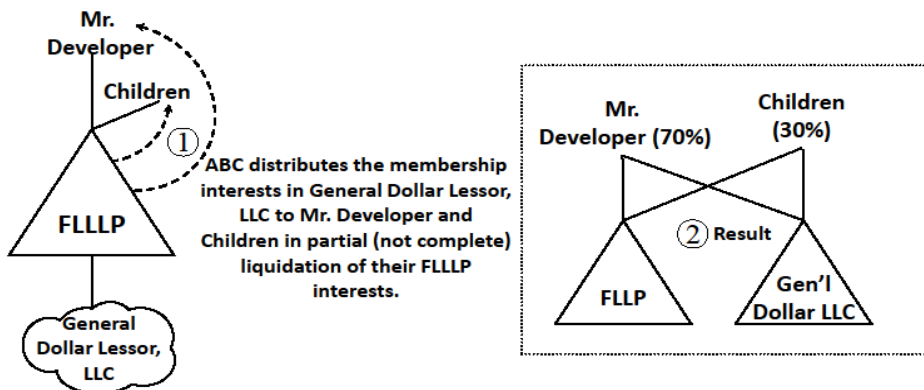 Mr.
Developer
Children
1
ABC distributes the membership
interests in General Dollar Lessor,
LLC to Mr. Developer and
Children in partial (not complete)
liquidation of their FLLLP
interests.
FLLLP
General
Dollar Lessor,
LLC
Mr.
Developer (70%)
Children
(30%)
2 Result
FLLP
Gen'l
Dollar LLC